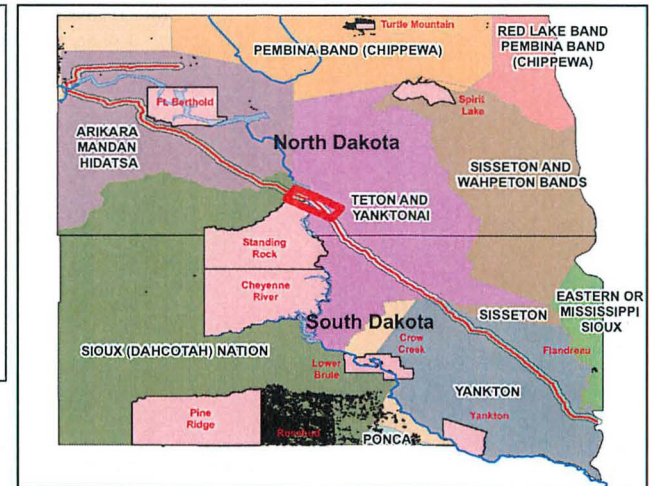 Turtle Mountain
RED LAKE BAND
PEMBINA BAND
(CHIPPEWA)
PEMBINA BAND (CHIPPEWA)
Ft. Berthold
Spirit
Lake
ARIKARA
MANDAN
HIDATSA
North Dakota
SISSETON AND
WAHPETON BANDS
TETON AND
YANKTONAI
Standing
Rock
Cheyenne
River
EASTERN OR
MISSISSIPPI
SIOUX
SISSETON
South Dakota
SIOUX (DAHCOTAH) NATION
Crow
Creek
Flandreau
Lower
Brule
YANKTON
Pine
Ridge
Rosebud
PONCA
Yankton